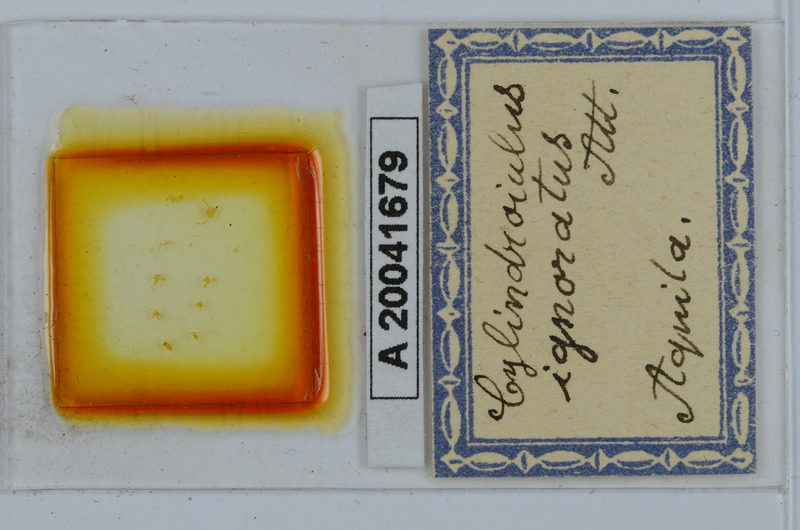 A 20041679
Cylindroiulus
ignoratus
Att.
Aquila.